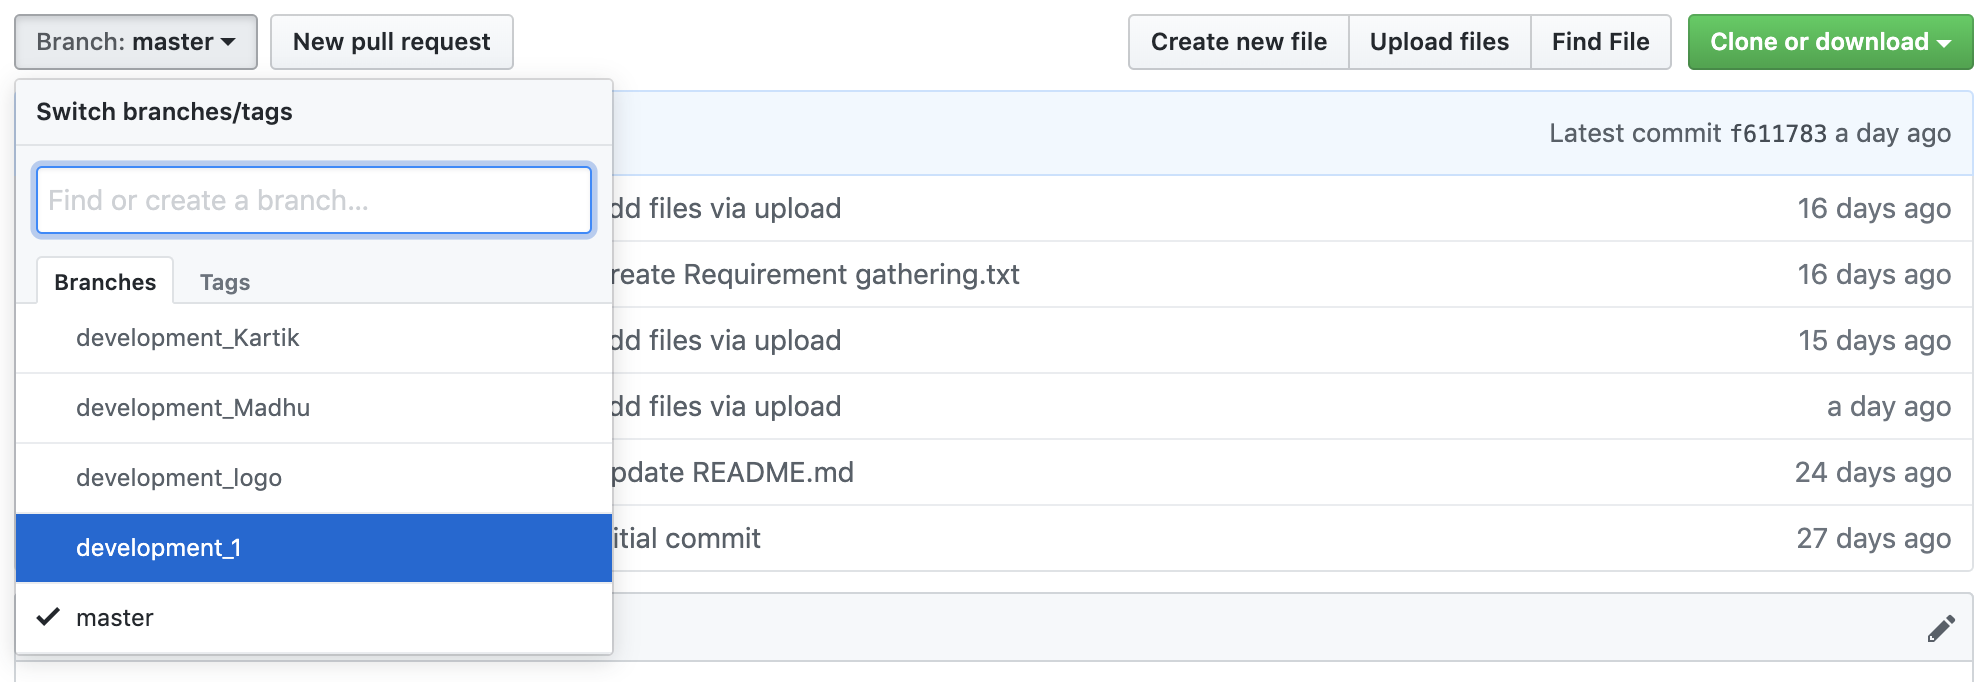 Branch: master
New pull request
Create new file
Upload files
Find File
Clone or download
Switch branches/tags
Find or create a branch...
Branches
Tags
development_Kartik
development_Madhu
development_logo
development_1
master
Latest commit f611783 a day ago
dd files via upload
16 days ago
reate Requirement gathering.txt
16 days ago
dd files via upload
15 days ago
dd files via upload
a day ago
pdate README.md
24 days ago
itial commit
27 days ago